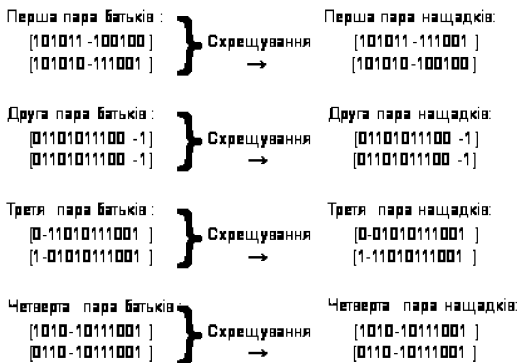 Перша пара батьків :
[101011 -100100 ]
[101010 -111001 ]
Схрещування
→
Перша пара нащадків:
[101011 -111001 ]
[101010 -100100 ]
Друга пара батьків :
[01101011100 -1]
[01101011100 -1]
Схрещування
→
Друга пара нащадків:
[01101011100 -1]
[01101011100 -1]
Третя пара батьків :
[0-11010111001 ]
[1-01010111001 ]
Схрещування
→
Третя пара нащадків:
[0-01010111001 ]
[1-11010111001 ]
Четверта пара батьків :
[1010-10111001 ]
[0110-10111001 ]
Схрещування
→
Четверта пара нащадків:
[1010-10111001 ]
[0110-10111001 ]